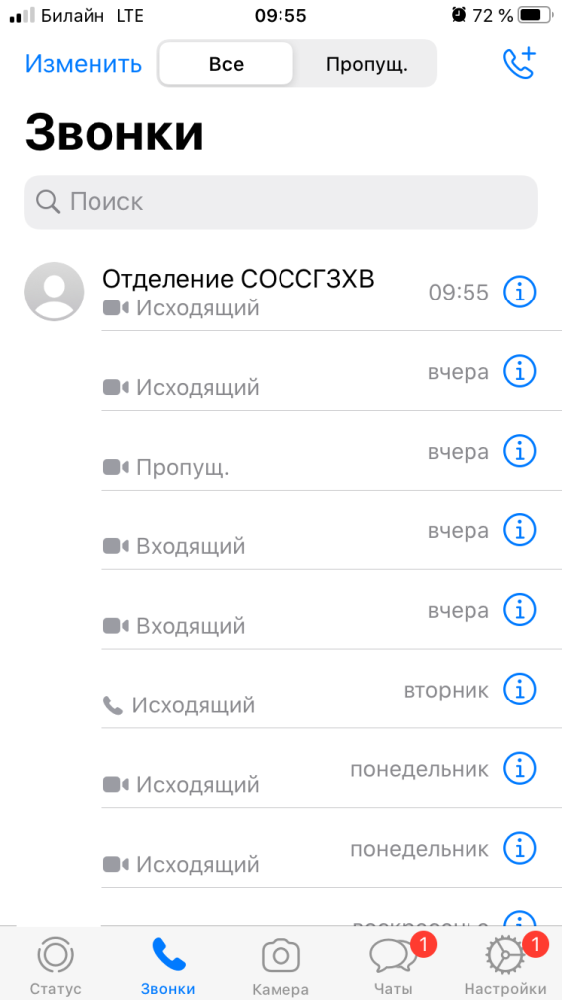 Билайн LTE 09:55 72 %
Изменить Все Пропущ.
Звонки
Поиск
Отделение СОССГЗХВ
Исходящий 09:55
Исходящий вчера
Пропущ. вчера
Входящий вчера
Входящий вчера
Исходящий вторник
Исходящий понедельник
Исходящий понедельник
воскресенье
1 1
Статус Звонки Камера Чаты Настройки